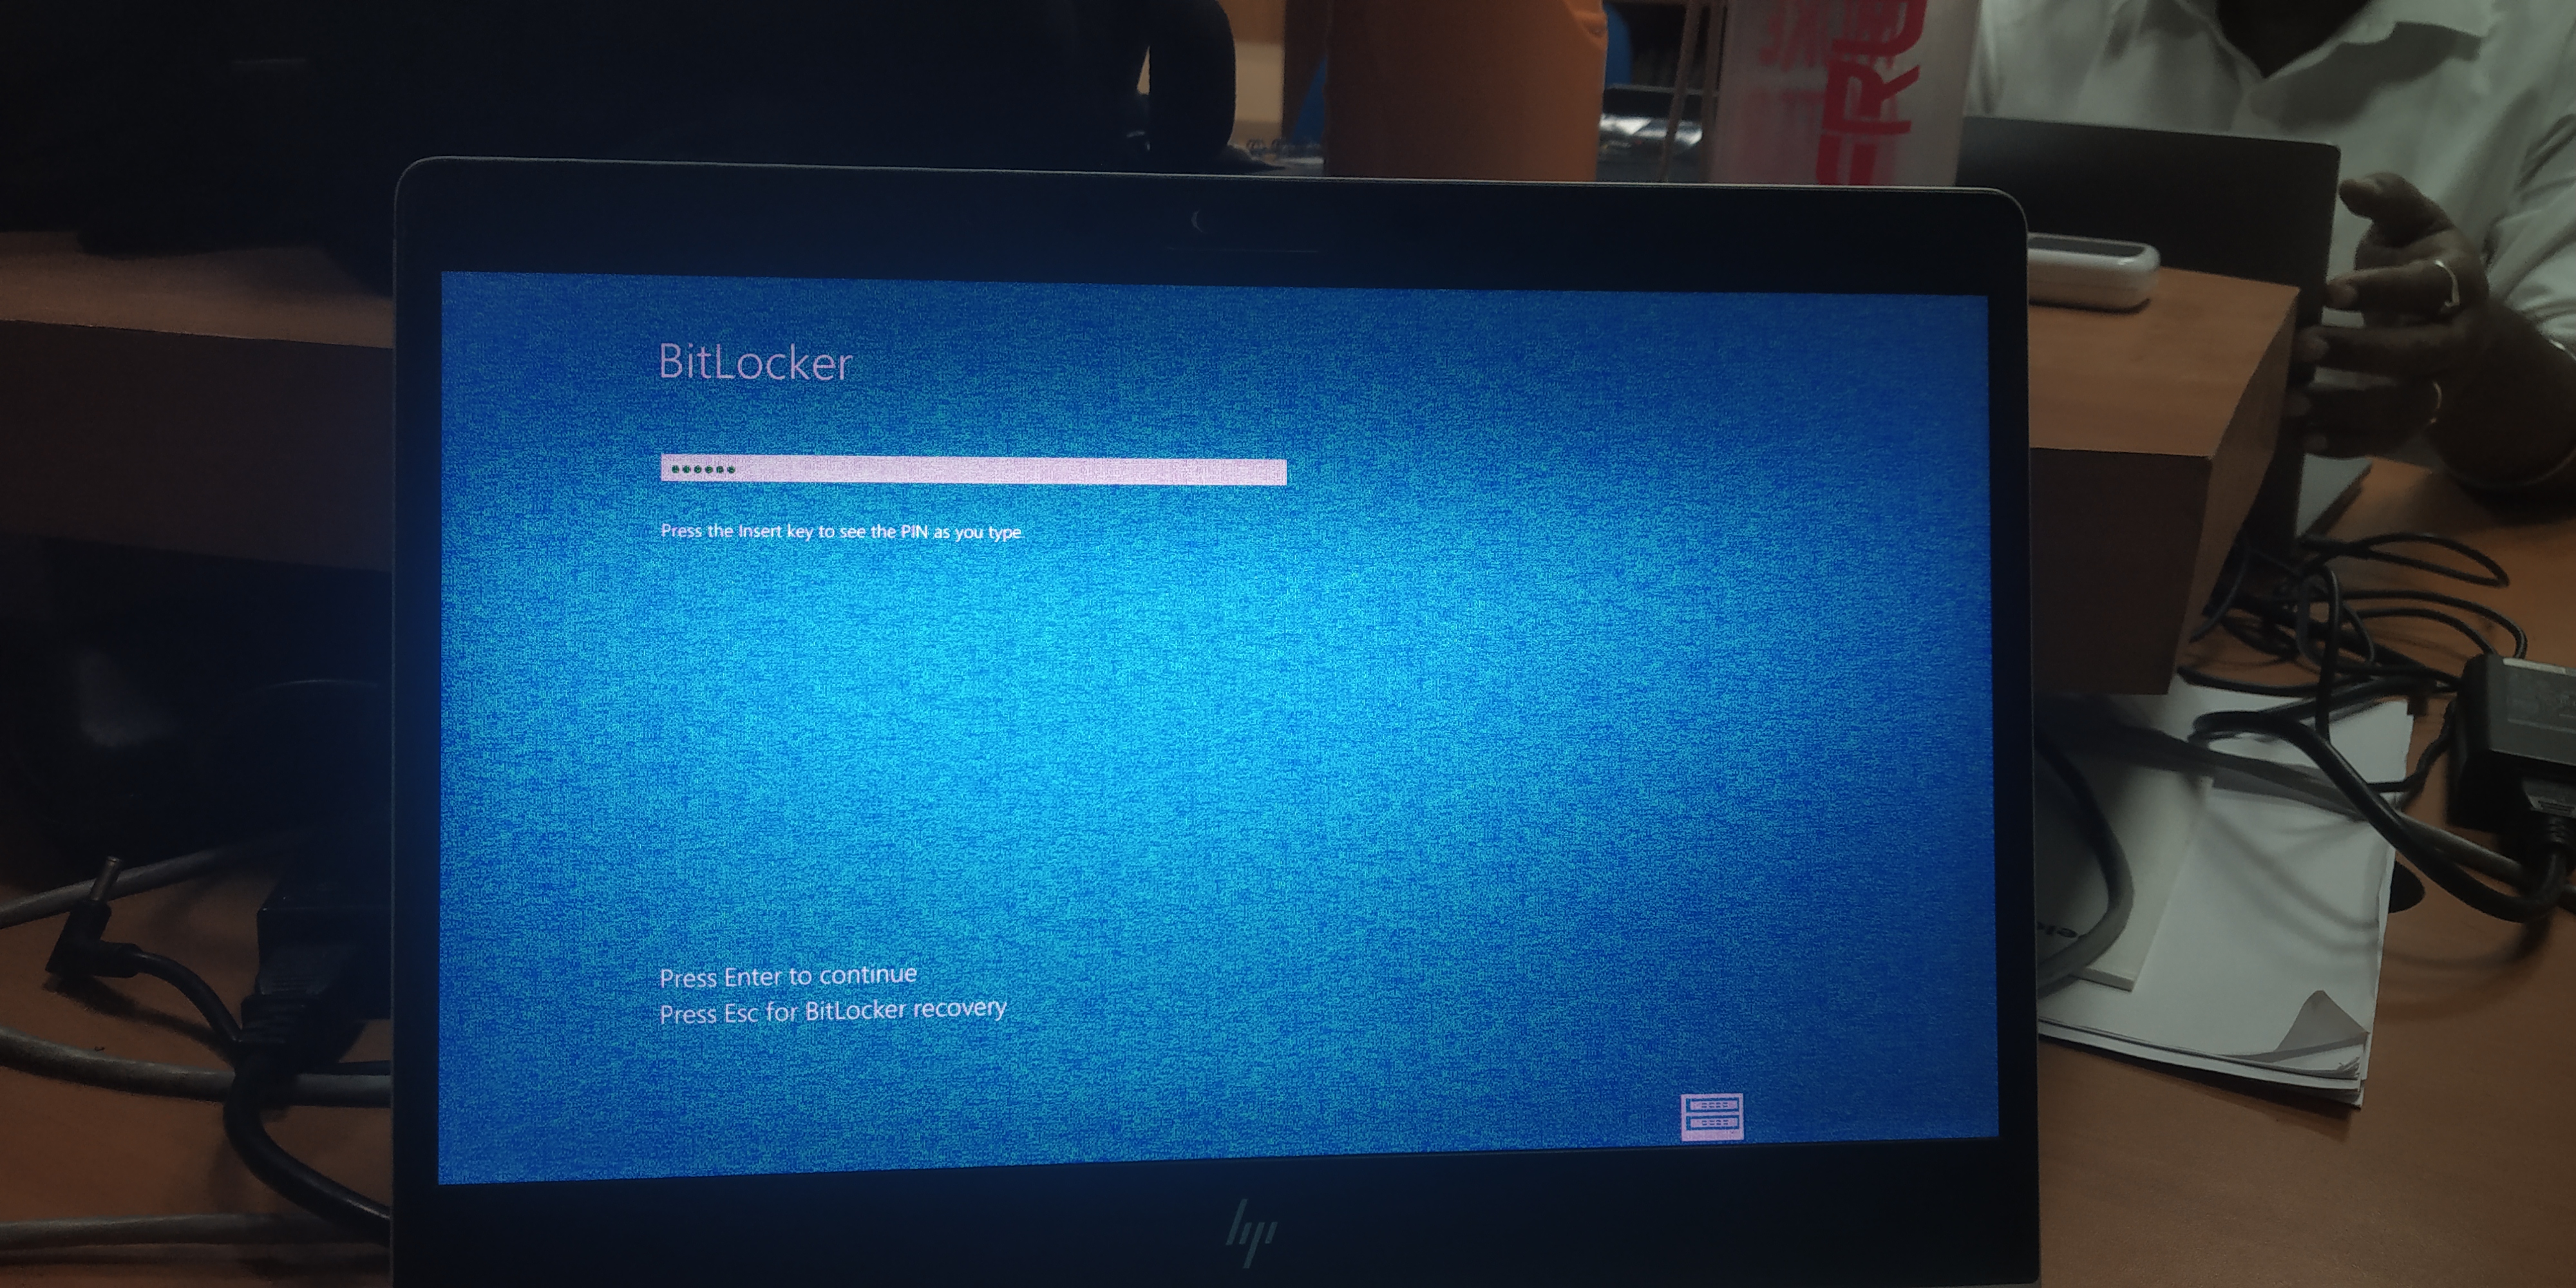 BitLocker
Press the Insert key to see the PIN as you type.
Press Enter to continue
Press Esc for BitLocker recovery
hp